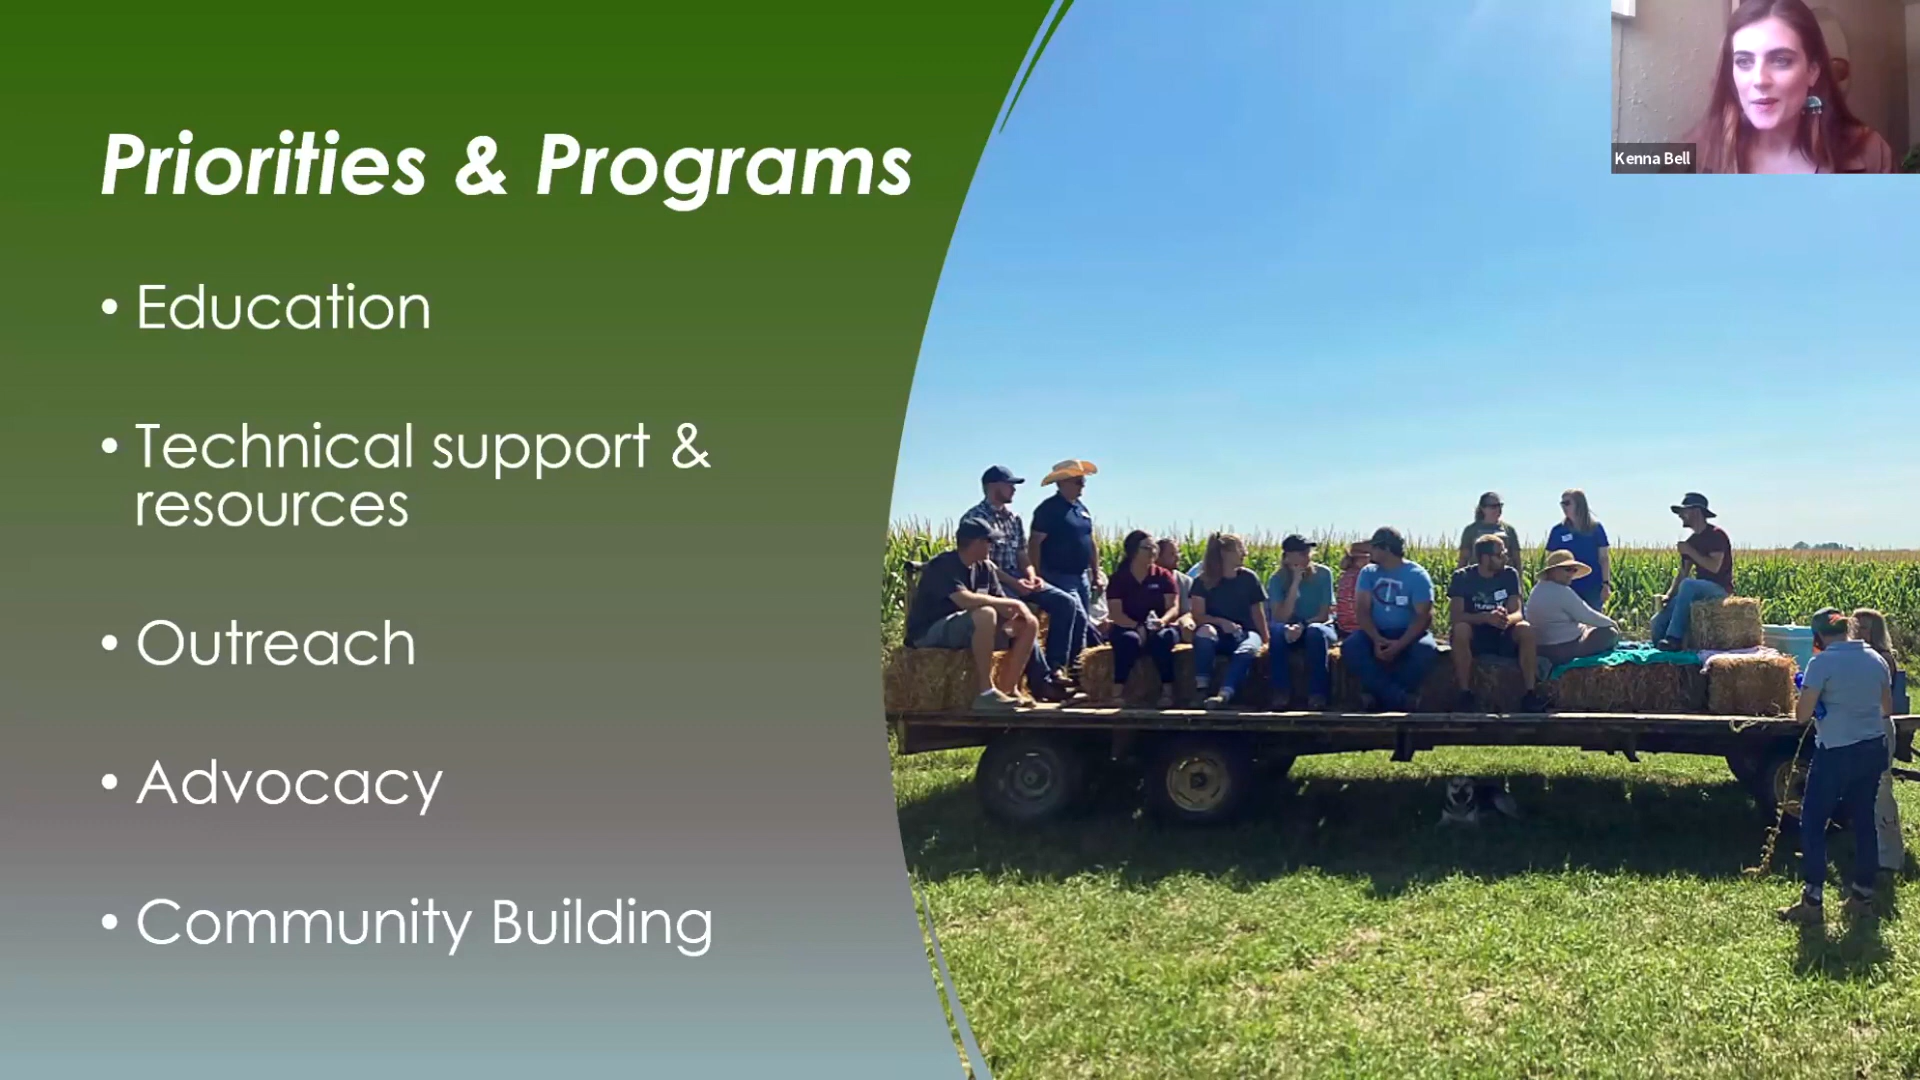 Priorities & Programs
• Education
• Technical support &
resources
• Outreach
• Advocacy
• Community Building
Kenna Bell